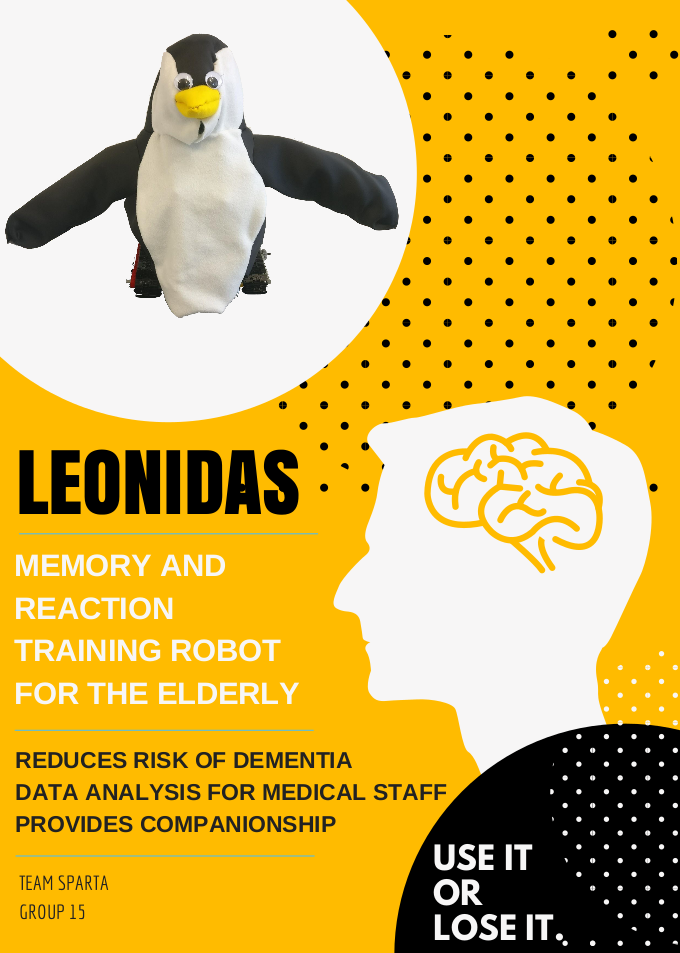 LEONIDAS
MEMORY AND
REACTION
TRAINING ROBOT
FOR THE ELDERLY
REDUCES RISK OF DEMENTIA
DATA ANALYSIS FOR MEDICAL STAFF
PROVIDES COMPANIONSHIP
TEAM SPARTA
GROUP 15
USE IT
OR
LOSE IT.